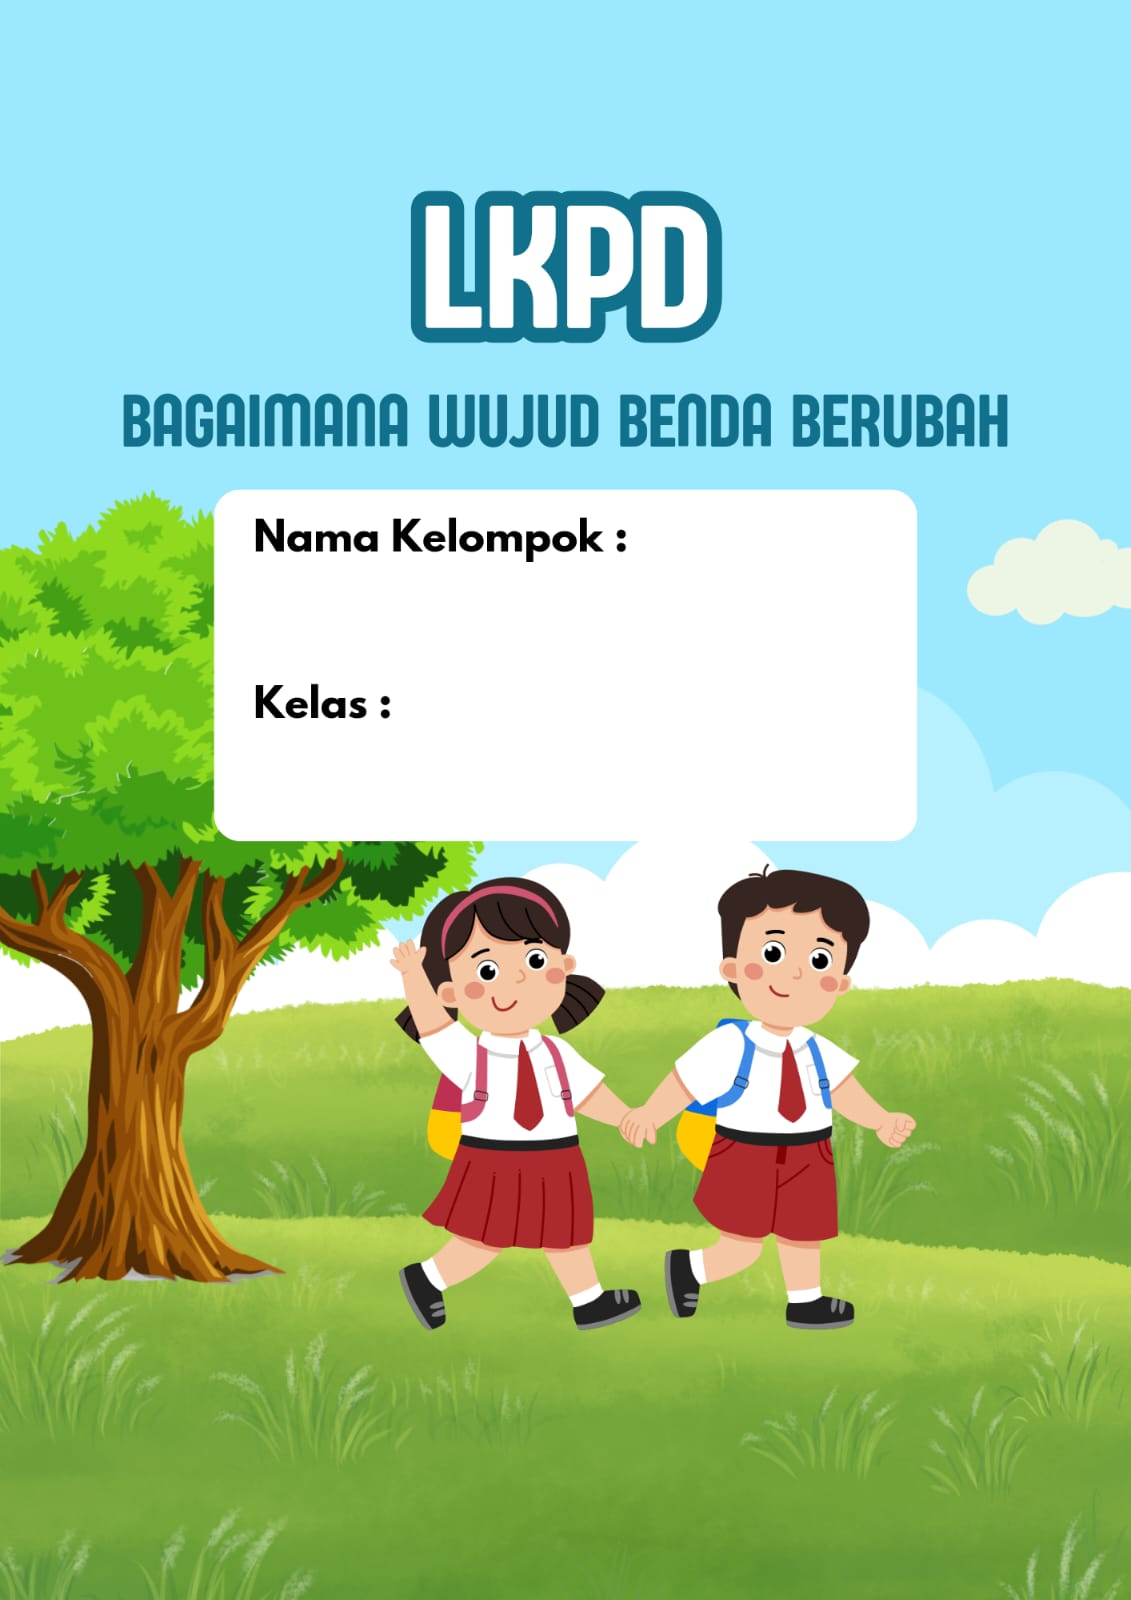 LKPD
BAGAIMANA WUJUD BENDA BERUBAH
Nama Kelompok :
Kelas :